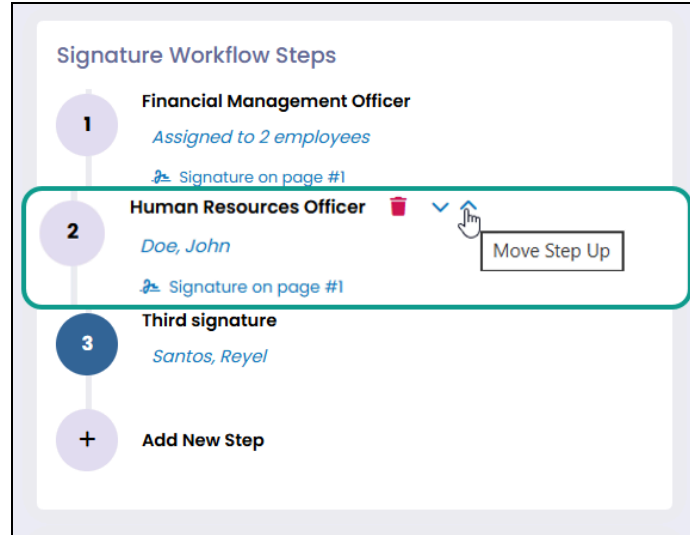 Signature Workflow Steps
1
Financial Management Officer
Assigned to 2 employees
Signature on page #1
2
Human Resources Officer
Doe, John
Move Step Up
Signature on page #1
3
Third signature
Santos, Reyel
+
Add New Step